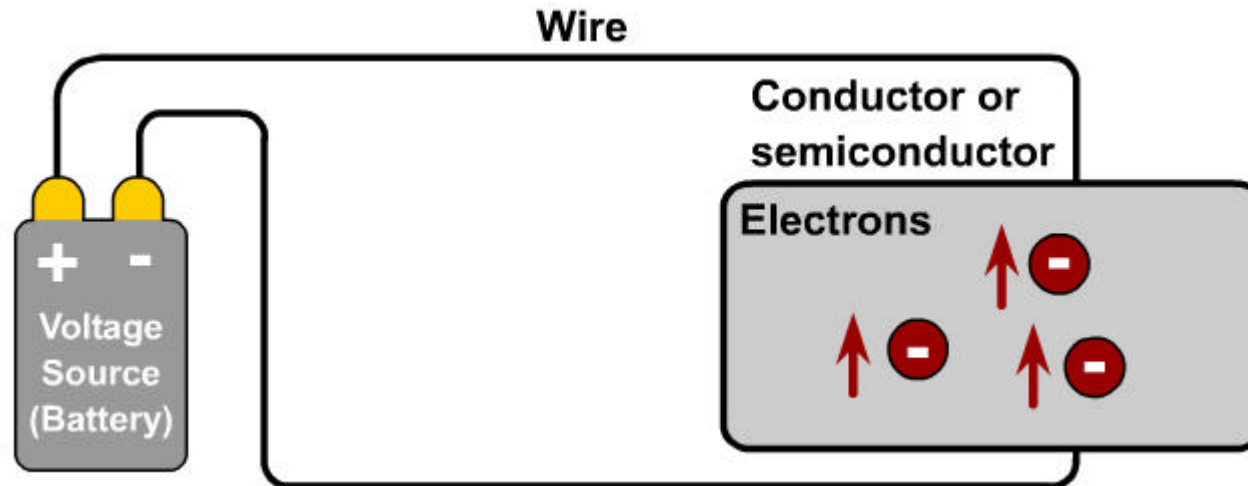 Wire
Conductor or
semiconductor
Electrons
-
-
-
+ -
Voltage
Source
(Battery)